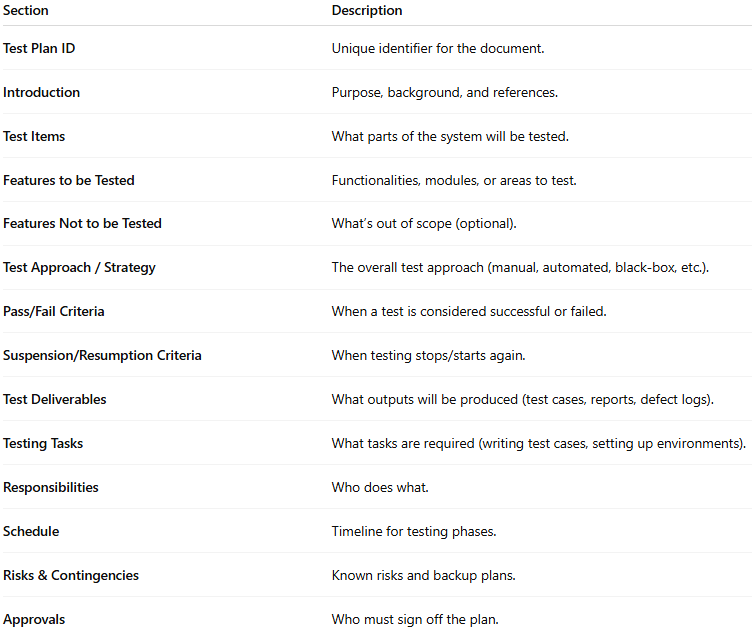 Section Description
Test Plan ID Unique identifier for the document.
Introduction Purpose, background, and references.
Test Items What parts of the system will be tested.
Features to be Tested Functionalities, modules, or areas to test.
Features Not to be Tested What’s out of scope (optional).
Test Approach / Strategy The overall test approach (manual, automated, black-box, etc.).
Pass/Fail Criteria When a test is considered successful or failed.
Suspension/Resumption Criteria When testing stops/starts again.
Test Deliverables What outputs will be produced (test cases, reports, defect logs).
Testing Tasks What tasks are required (writing test cases, setting up environments).
Responsibilities Who does what.
Schedule Timeline for testing phases.
Risks & Contingencies Known risks and backup plans.
Approvals Who must sign off the plan.